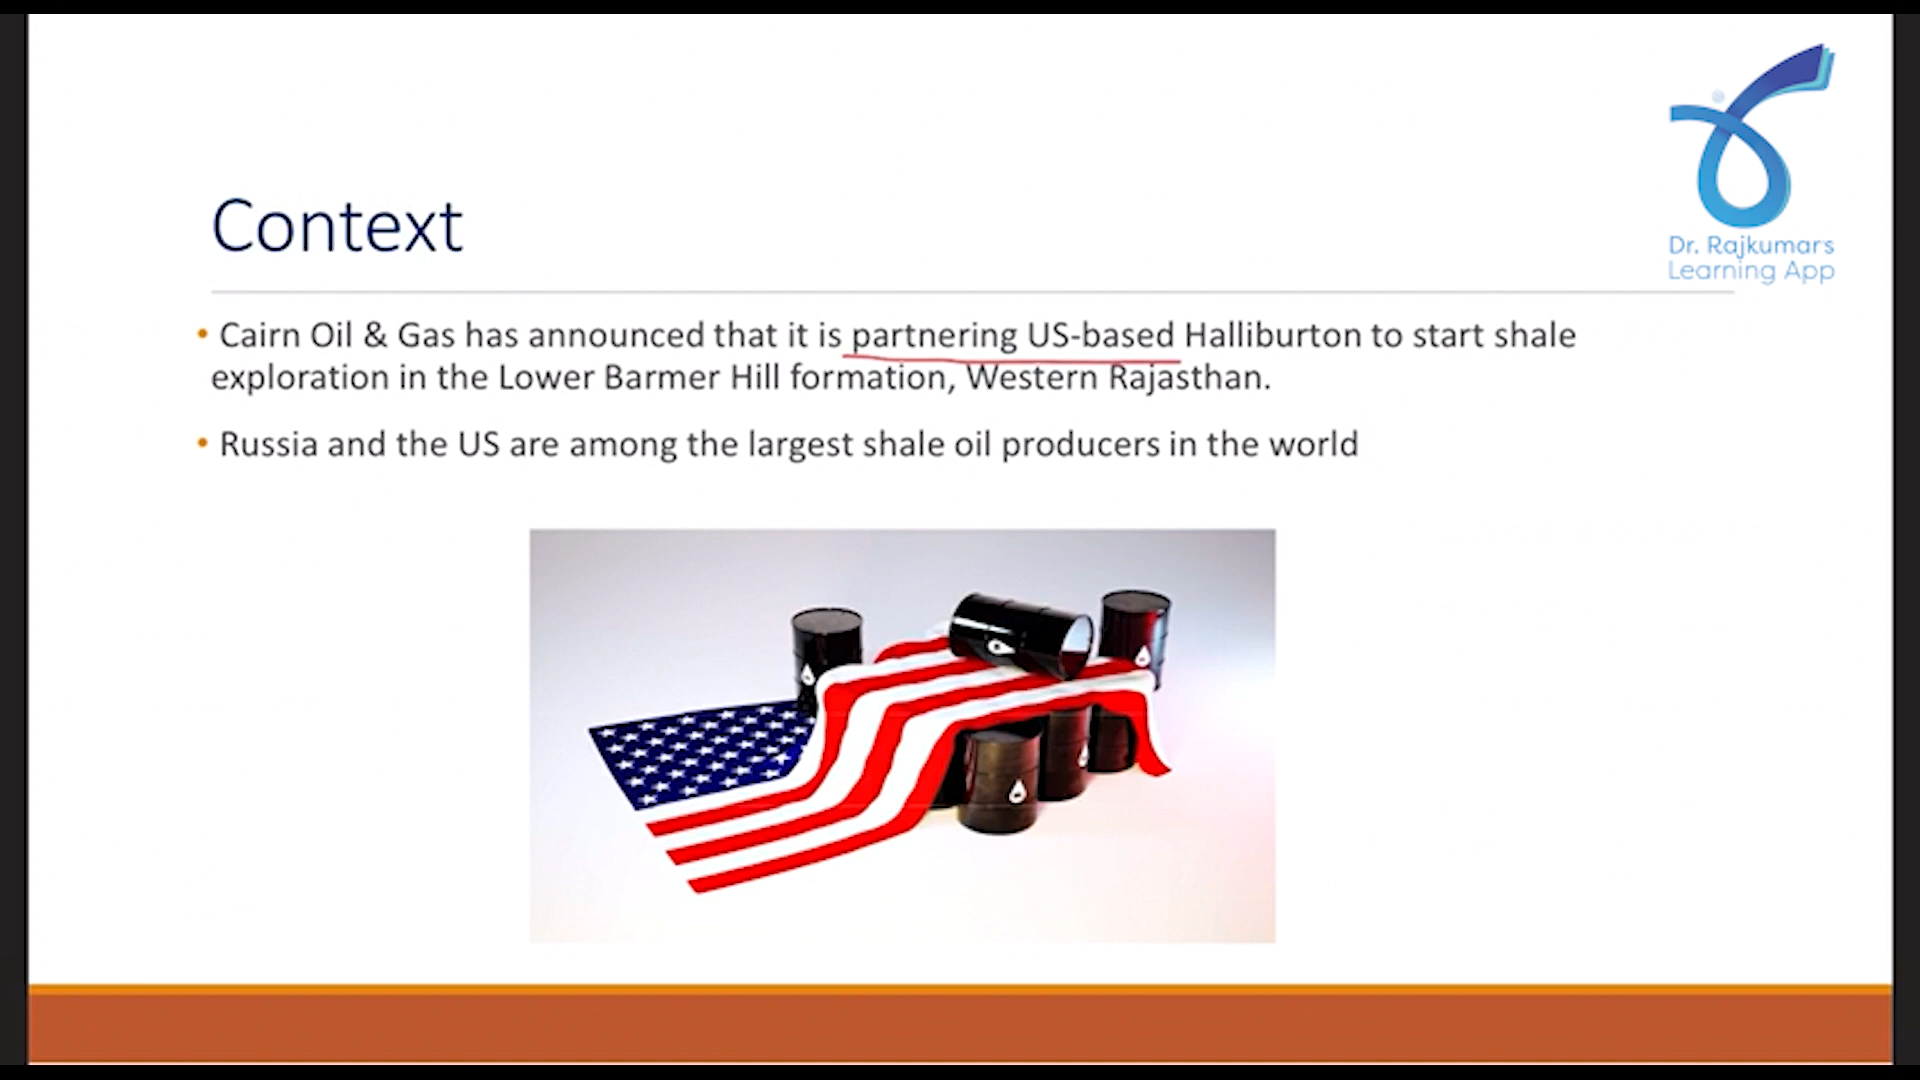 Dr. Rajkumars
Learning App
Context
• Cairn Oil & Gas has announced that it is partnering US-based Halliburton to start shale
exploration in the Lower Barmer Hill formation, Western Rajasthan.
• Russia and the US are among the largest shale oil producers in the world